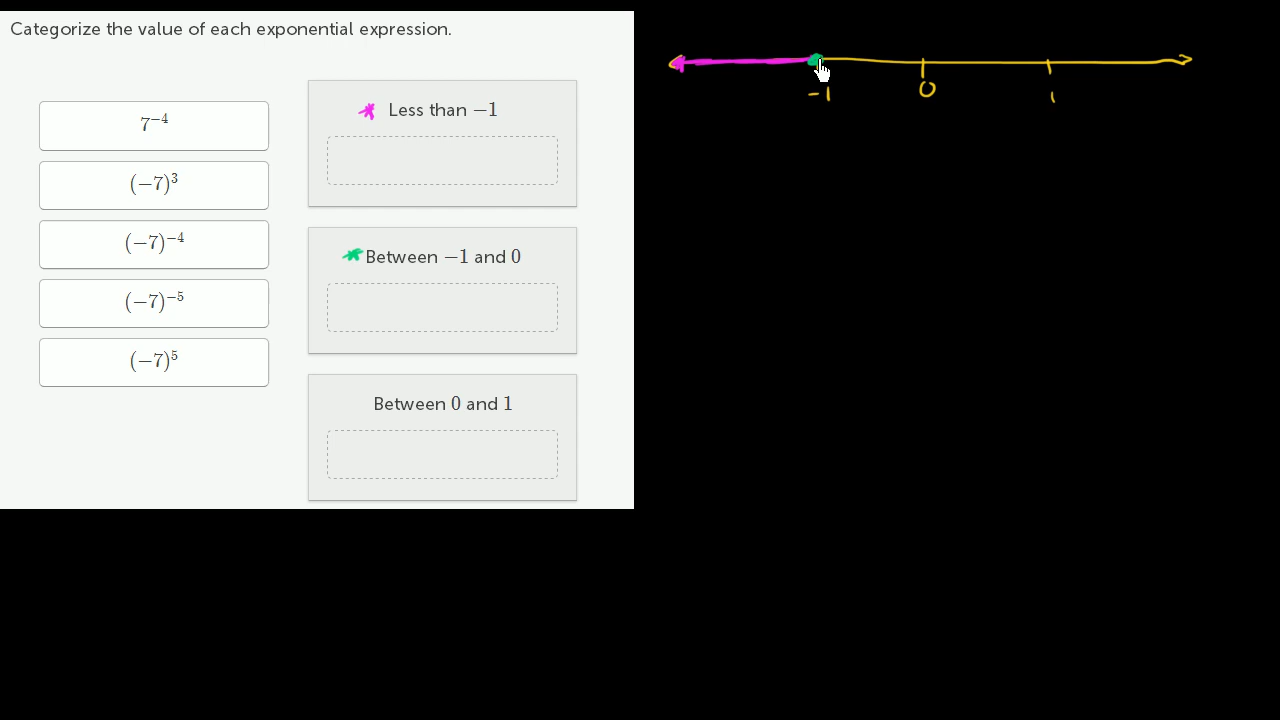 Categorize the value of each exponential expression.
7⁻⁴
(−7)³
(−7)⁻⁴
(−7)⁻⁵
(−7)⁵
Less than −1
Between −1 and 0
Between 0 and 1
-1 0 1